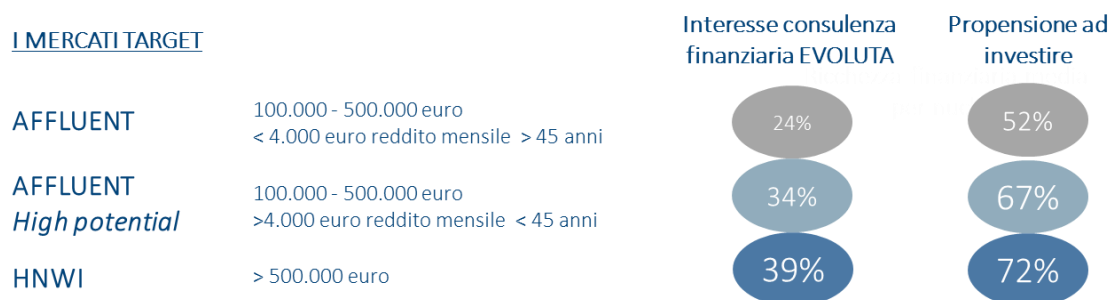 I MERCATI TARGET
Interesse consulenza
finanziaria EVOLUTA
Propensione ad
investire
AFFLUENT
100.000 - 500.000 euro
< 4.000 euro reddito mensile > 45 anni
24%
52%
AFFLUENT
High potential
100.000 - 500.000 euro
>4.000 euro reddito mensile < 45 anni
34%
67%
HNWI
> 500.000 euro
39%
72%